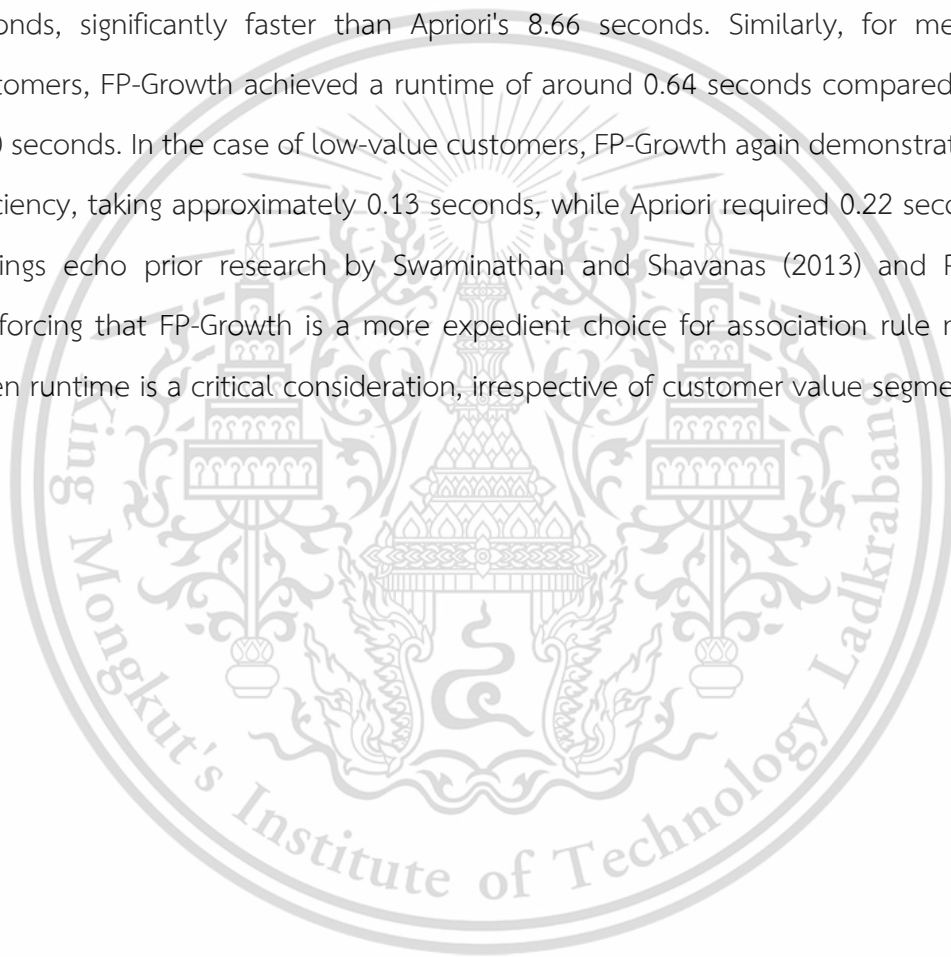 onds, significantly faster than Apriori's 8.66 seconds. Similarly, for me
tomers, FP-Growth achieved a runtime of around 0.64 seconds compared
0 seconds. In the case of low-value customers, FP-Growth again demonstrat
ciency, taking approximately 0.13 seconds, while Apriori required 0.22 seco
ings echo prior research by Swaminathan and Shavanas (2013) and
forcing that FP-Growth is a more expedient choice for association rule
en runtime is a critical consideration, irrespective of customer value segme
King Mongkut's Institute of Technology Ladkrabang